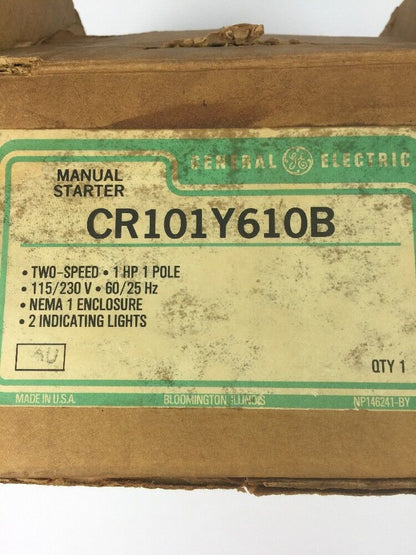 GENERAL GE ELECTRIC
MANUAL
STARTER
CR101Y610B
• TWO-SPEED • 1 HP 1 POLE
• 115/230 V • 60/25 Hz
• NEMA 1 ENCLOSURE
• 2 INDICATING LIGHTS
AU
QTY 1
MADE IN U.S.A. BLOOMINGTON ILLINOIS NP146241-BY